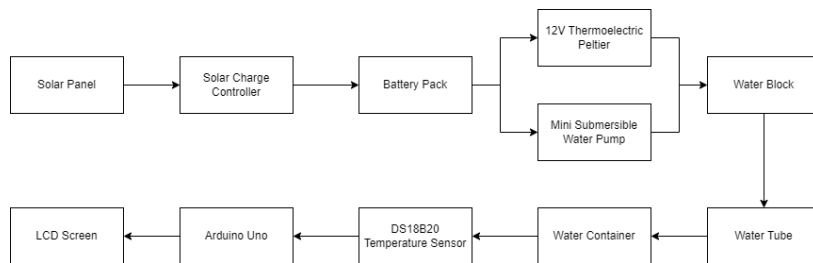 12V Thermoelectric
Peltier
Solar Panel
Solar Charge
Controller
Battery Pack
Water Block
Mini Submersible
Water Pump
LCD Screen
Arduino Uno
DS18B20
Temperature Sensor
Water Container
Water Tube